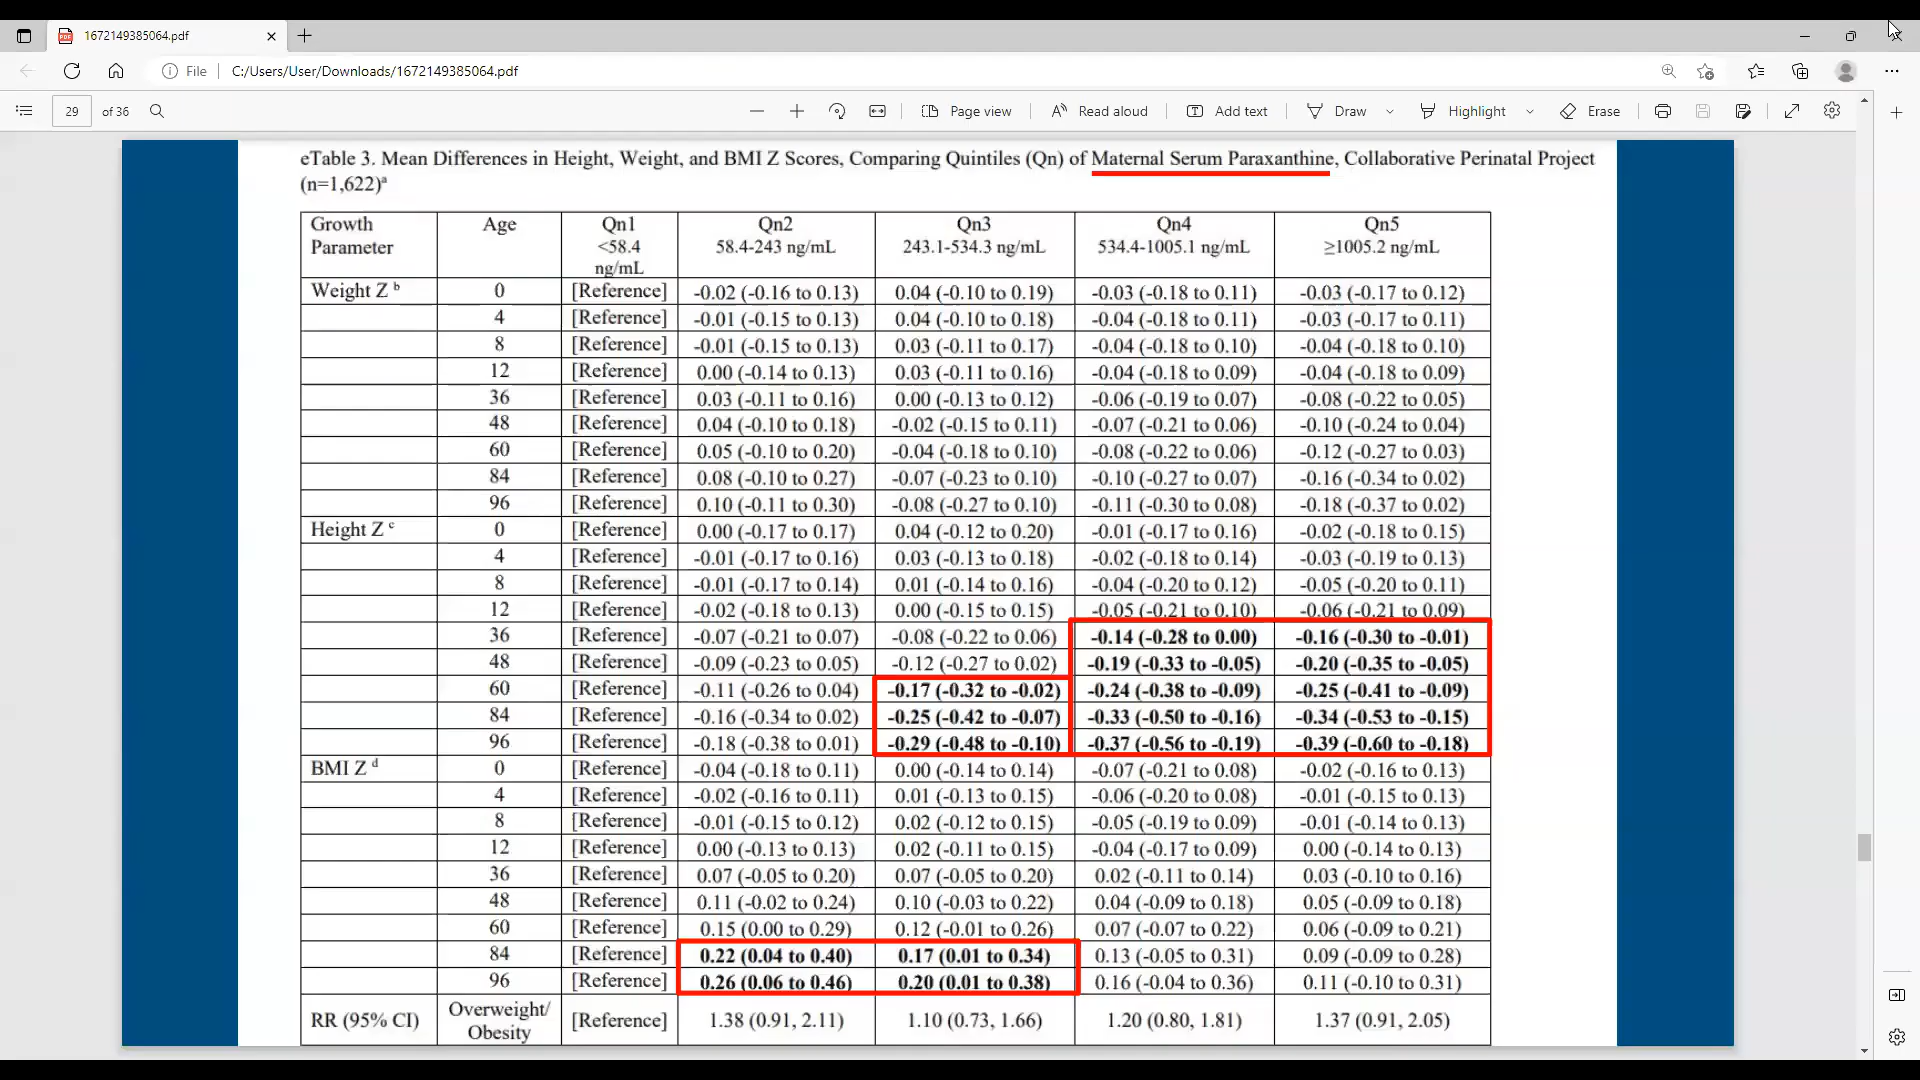 1672149385064.pdf
File
C:/Users/User/Downloads/1672149385064.pdf
29 of 36
Page view
Read aloud
Add text
Draw
Highlight
Erase
eTable 3. Mean Differences in Height, Weight, and BMI Z Scores, Comparing Quintiles (Qn) of Maternal Serum Paraxanthine, Collaborative Perinatal Project
(n=1,622)a
Growth Parameter Age Qn1 <58.4 ng/mL Qn2 58.4-243 ng/mL Qn3 243.1-534.3 ng/mL Qn4 534.4-1005.1 ng/mL Qn5 ≥1005.2 ng/mL
Weight Z b 0 [Reference] -0.02 (-0.16 to 0.13) 0.04 (-0.10 to 0.19) -0.03 (-0.18 to 0.11) -0.03 (-0.17 to 0.12)
4 [Reference] -0.01 (-0.15 to 0.13) 0.04 (-0.10 to 0.18) -0.04 (-0.18 to 0.11) -0.03 (-0.17 to 0.11)
8 [Reference] -0.01 (-0.15 to 0.13) 0.03 (-0.11 to 0.17) -0.04 (-0.18 to 0.10) -0.04 (-0.18 to 0.10)
12 [Reference] 0.00 (-0.14 to 0.13) 0.03 (-0.11 to 0.16) -0.04 (-0.18 to 0.09) -0.04 (-0.18 to 0.09)
36 [Reference] 0.03 (-0.11 to 0.16) 0.00 (-0.13 to 0.12) -0.06 (-0.19 to 0.07) -0.08 (-0.22 to 0.05)
48 [Reference] 0.04 (-0.10 to 0.18) -0.02 (-0.15 to 0.11) -0.07 (-0.21 to 0.06) -0.10 (-0.24 to 0.04)
60 [Reference] 0.05 (-0.10 to 0.20) -0.04 (-0.18 to 0.10) -0.08 (-0.22 to 0.06) -0.12 (-0.27 to 0.03)
84 [Reference] 0.08 (-0.10 to 0.27) -0.07 (-0.23 to 0.10) -0.10 (-0.27 to 0.07) -0.16 (-0.34 to 0.02)
96 [Reference] 0.10 (-0.11 to 0.30) -0.08 (-0.27 to 0.10) -0.11 (-0.30 to 0.08) -0.18 (-0.37 to 0.02)
Height Z c 0 [Reference] 0.00 (-0.17 to 0.17) 0.04 (-0.12 to 0.20) -0.01 (-0.17 to 0.16) -0.02 (-0.18 to 0.15)
4 [Reference] -0.01 (-0.17 to 0.16) 0.03 (-0.13 to 0.18) -0.02 (-0.18 to 0.14) -0.03 (-0.19 to 0.13)
8 [Reference] -0.01 (-0.17 to 0.14) 0.01 (-0.14 to 0.16) -0.04 (-0.20 to 0.12) -0.05 (-0.20 to 0.11)
12 [Reference] -0.02 (-0.18 to 0.13) 0.00 (-0.15 to 0.15) -0.05 (-0.21 to 0.10) -0.06 (-0.21 to 0.09)
36 [Reference] -0.07 (-0.21 to 0.07) -0.08 (-0.22 to 0.06) -0.14 (-0.28 to 0.00) -0.16 (-0.30 to -0.01)
48 [Reference] -0.09 (-0.23 to 0.05) -0.12 (-0.27 to 0.02) -0.19 (-0.33 to -0.05) -0.20 (-0.35 to -0.05)
60 [Reference] -0.11 (-0.26 to 0.04) -0.17 (-0.32 to -0.02) -0.24 (-0.38 to -0.09) -0.25 (-0.41 to -0.09)
84 [Reference] -0.16 (-0.34 to 0.02) -0.25 (-0.42 to -0.07) -0.33 (-0.50 to -0.16) -0.34 (-0.53 to -0.15)
96 [Reference] -0.18 (-0.38 to 0.01) -0.29 (-0.48 to -0.10) -0.37 (-0.56 to -0.19) -0.39 (-0.60 to -0.18)
BMI Z d 0 [Reference] -0.04 (-0.18 to 0.11) 0.00 (-0.14 to 0.14) -0.07 (-0.21 to 0.08) -0.02 (-0.16 to 0.13)
4 [Reference] -0.02 (-0.16 to 0.11) 0.01 (-0.13 to 0.15) -0.06 (-0.20 to 0.08) -0.01 (-0.15 to 0.13)
8 [Reference] -0.01 (-0.15 to 0.12) 0.02 (-0.12 to 0.15) -0.05 (-0.19 to 0.09) -0.01 (-0.14 to 0.13)
12 [Reference] 0.00 (-0.13 to 0.13) 0.02 (-0.11 to 0.15) -0.04 (-0.17 to 0.09) 0.00 (-0.14 to 0.13)
36 [Reference] 0.07 (-0.05 to 0.20) 0.07 (-0.05 to 0.20) 0.02 (-0.11 to 0.14) 0.03 (-0.10 to 0.16)
48 [Reference] 0.11 (-0.02 to 0.24) 0.10 (-0.03 to 0.22) 0.04 (-0.09 to 0.18) 0.05 (-0.09 to 0.18)
60 [Reference] 0.15 (0.00 to 0.29) 0.12 (-0.01 to 0.26) 0.07 (-0.07 to 0.22) 0.06 (-0.09 to 0.21)
84 [Reference] 0.22 (0.04 to 0.40) 0.17 (0.01 to 0.34) 0.13 (-0.05 to 0.31) 0.09 (-0.09 to 0.28)
96 [Reference] 0.26 (0.06 to 0.46) 0.20 (0.01 to 0.38) 0.16 (-0.04 to 0.36) 0.11 (-0.10 to 0.31)
RR (95% CI) Overweight/ Obesity [Reference] 1.38 (0.91, 2.11) 1.10 (0.73, 1.66) 1.20 (0.80, 1.81) 1.37 (0.91, 2.05)